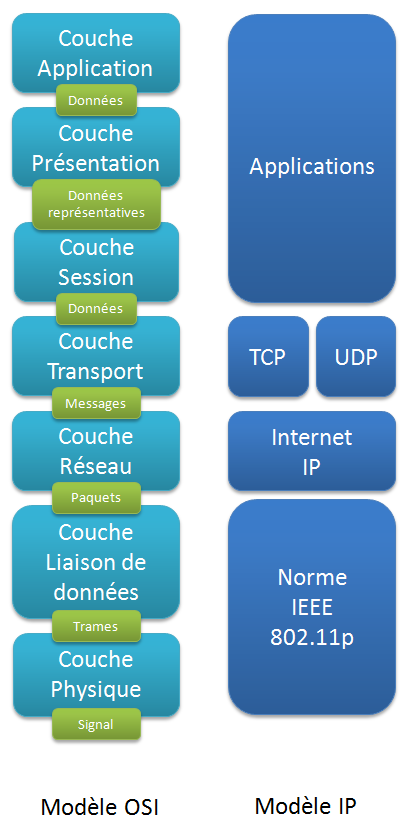 Couche
Application
Données
Couche
Présentation
Données
représentatives
Couche
Session
Données
Couche
Transport
Messages
Couche
Réseau
Paquets
Couche
Liaison de
données
Trames
Couche
Physique
Signal
Modèle OSI
Applications
TCP
UDP
Internet
IP
Norme
IEEE
802.11p
Modèle IP